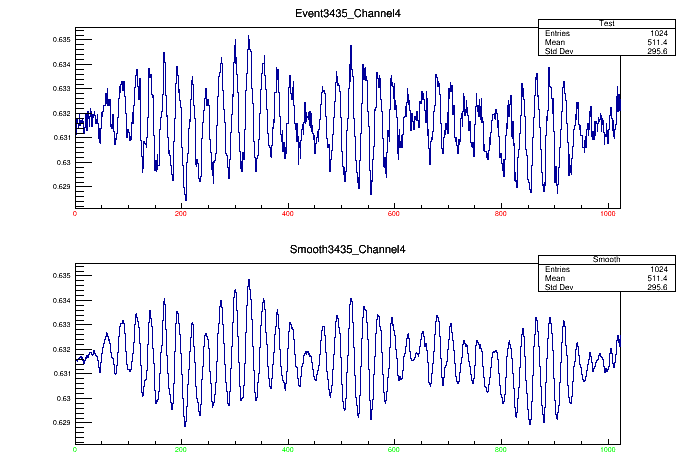 Event3435_Channel4
Test
Entries 1024
Mean 511.4
Std Dev 295.6
0.635
0.634
0.633
0.632
0.631
0.63
0.629
0 200 400 600 800 1000
Smooth3435_Channel4
Smooth
Entries 1024
Mean 511.4
Std Dev 295.6
0.635
0.634
0.633
0.632
0.631
0.63
0.629
0 200 400 600 800 1000